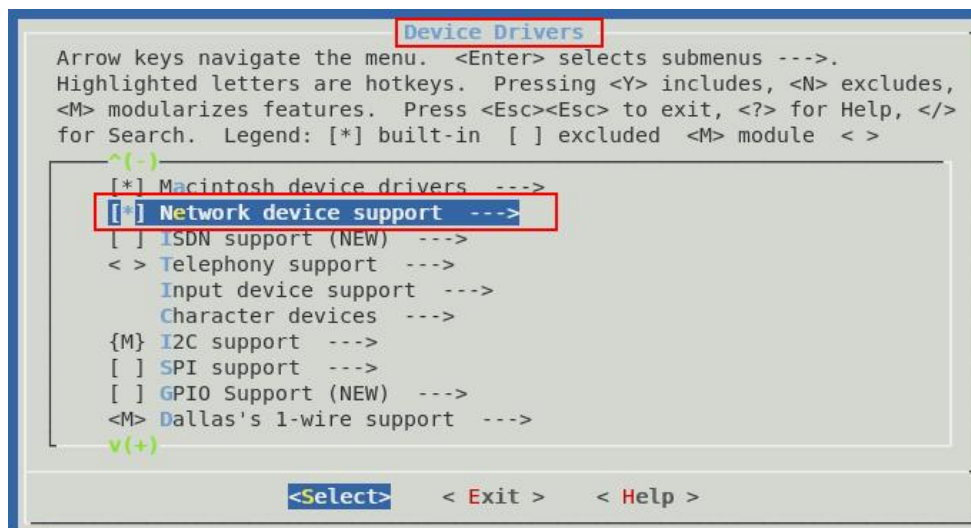 Device Drivers
Arrow keys navigate the menu.  <Enter> selects submenus --->.
Highlighted letters are hotkeys.  Pressing <Y> includes, <N> excludes,
<M> modularizes features.  Press <Esc><Esc> to exit, <?> for Help, </>
for Search.  Legend: [*] built-in  [ ] excluded  <M> module  < >
^(-)
[*] Macintosh device drivers  --->
[*] Network device support  --->
[ ] ISDN support (NEW)  --->
< > Telephony support  --->
Input device support  --->
Character devices  --->
{M} I2C support  --->
[ ] SPI support  --->
[ ] GPIO Support (NEW)  --->
<M> Dallas's 1-wire support  --->
v(+)
<Select>    < Exit >    < Help >